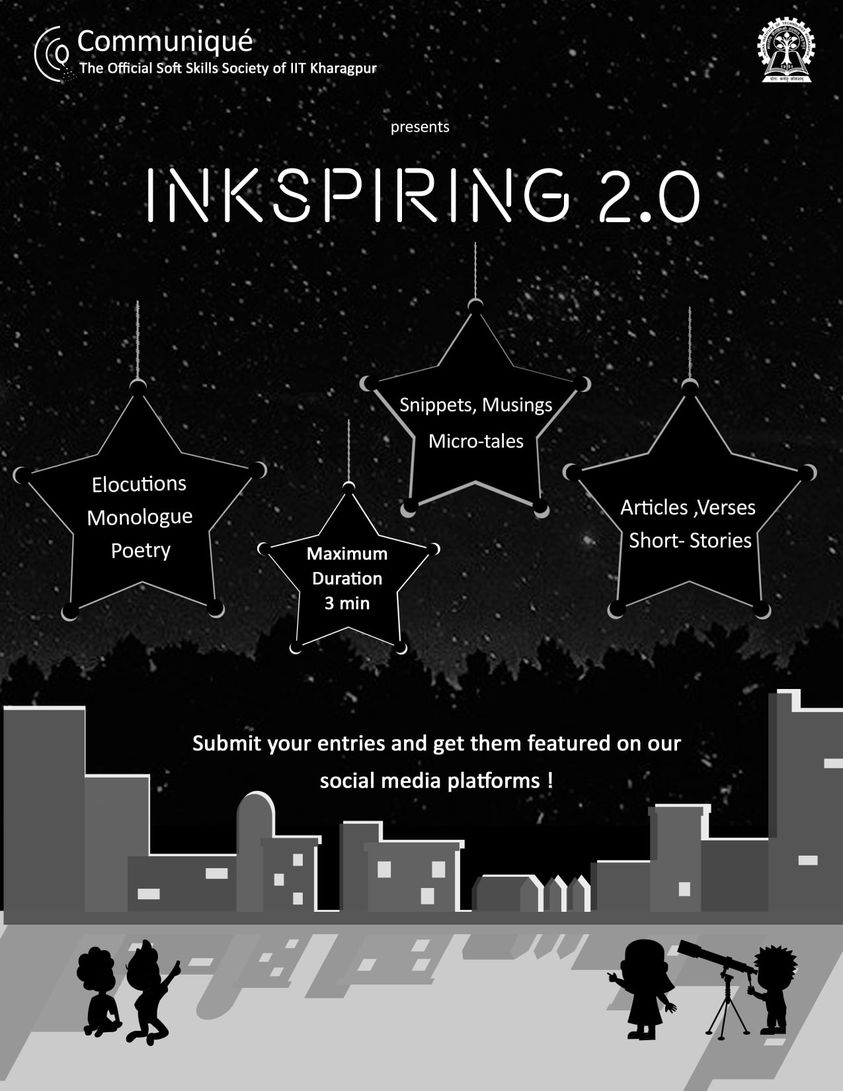 Communiqué
The Official Soft Skills Society of IIT Kharagpur
presents
INKSPIRING 2.0
Snippets, Musings
Micro-tales
Elocutions
Monologue
Poetry
Maximum
Duration
3 min
Articles ,Verses
Short- Stories
Submit your entries and get them featured on our
social media platforms !